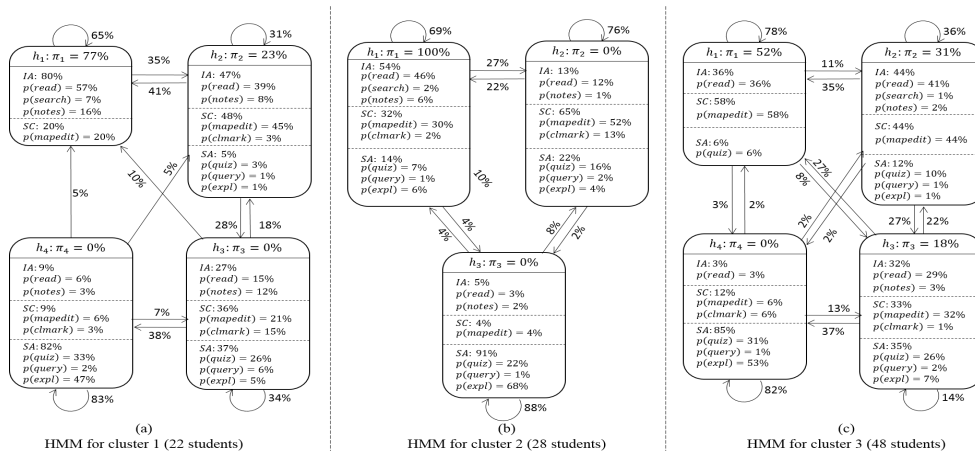 65%
h₁: π₁ = 77%
IA: 80%
p(read) = 57%
p(search) = 7%
p(notes) = 16%
SC: 20%
p(mapedit) = 20%
35%
41%
31%
h₂: π₂ = 23%
IA: 47%
p(read) = 39%
p(notes) = 8%
SC: 48%
p(mapedit) = 45%
p(clmark) = 3%
SA: 5%
p(quiz) = 3%
p(query) = 1%
p(expl) = 1%
5%
10%
5%
28%
18%
h₄: π₄ = 0%
IA: 9%
p(read) = 6%
p(notes) = 3%
SC: 9%
p(mapedit) = 6%
p(clmark) = 3%
SA: 82%
p(quiz) = 33%
p(query) = 2%
p(expl) = 47%
83%
7%
38%
h₃: π₃ = 0%
IA: 27%
p(read) = 15%
p(notes) = 12%
SC: 36%
p(mapedit) = 21%
p(clmark) = 15%
SA: 37%
p(quiz) = 26%
p(query) = 6%
p(expl) = 5%
34%
(a)
HMM for cluster 1 (22 students)
69%
h₁: π₁ = 100%
IA: 54%
p(read) = 46%
p(search) = 2%
p(notes) = 6%
SC: 32%
p(mapedit) = 30%
p(clmark) = 2%
SA: 14%
p(quiz) = 7%
p(query) = 1%
p(expl) = 6%
27%
22%
76%
h₂: π₂ = 0%
IA: 13%
p(read) = 12%
p(notes) = 1%
SC: 65%
p(mapedit) = 52%
p(clmark) = 13%
SA: 22%
p(quiz) = 16%
p(query) = 2%
p(expl) = 4%
10%
4%
4%
8%
2%
h₃: π₃ = 0%
IA: 5%
p(read) = 3%
p(notes) = 2%
SC: 4%
p(mapedit) = 4%
SA: 91%
p(quiz) = 22%
p(query) = 1%
p(expl) = 68%
88%
(b)
HMM for cluster 2 (28 students)
78%
h₁: π₁ = 52%
IA: 36%
p(read) = 36%
SC: 58%
p(mapedit) = 58%
SA: 6%
p(quiz) = 6%
11%
35%
36%
h₂: π₂ = 31%
IA: 44%
p(read) = 41%
p(search) = 1%
p(notes) = 2%
SC: 44%
p(mapedit) = 44%
SA: 12%
p(quiz) = 10%
p(query) = 1%
p(expl) = 1%
27%
8%
3%
2%
2%
2%
27%
22%
h₄: π₄ = 0%
IA: 3%
p(read) = 3%
SC: 12%
p(mapedit) = 6%
p(clmark) = 6%
SA: 85%
p(quiz) = 31%
p(query) = 1%
p(expl) = 53%
82%
13%
37%
h₃: π₃ = 18%
IA: 32%
p(read) = 29%
p(notes) = 3%
SC: 33%
p(mapedit) = 32%
p(clmark) = 1%
SA: 35%
p(quiz) = 26%
p(query) = 2%
p(expl) = 7%
14%
(c)
HMM for cluster 3 (48 students)